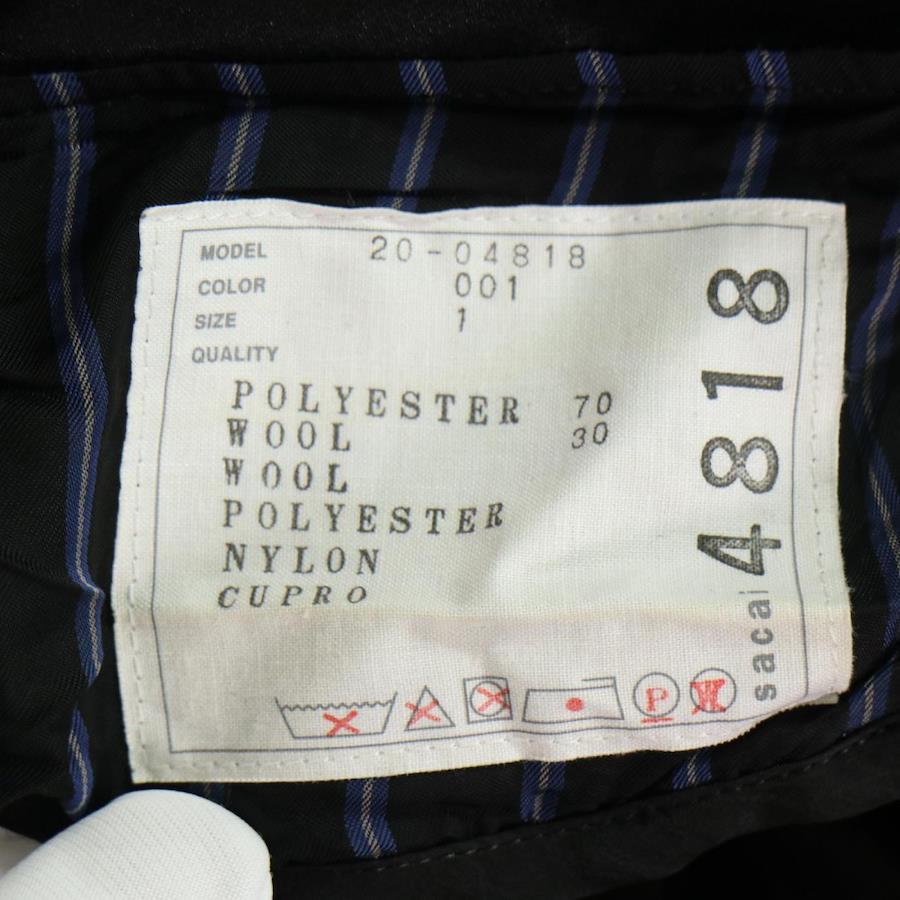 MODEL 20-04818
COLOR 001
SIZE 1
QUALITY
POLYESTER 70
WOOL 30
WOOL
POLYESTER
NYLON
CUPRO
P W
sacai 4818